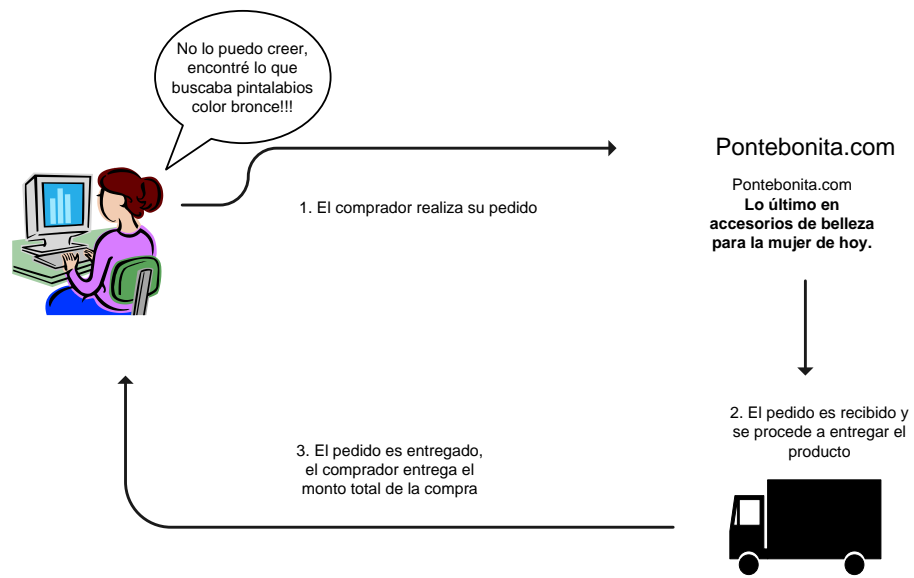 No lo puedo creer,
encontré lo que
buscaba pintalabios
color bronce!!!
Pontebonita.com
Pontebonita.com
Lo último en
accesorios de belleza
para la mujer de hoy.
1. El comprador realiza su pedido
2. El pedido es recibido y
se procede a entregar el
producto
3. El pedido es entregado,
el comprador entrega el
monto total de la compra